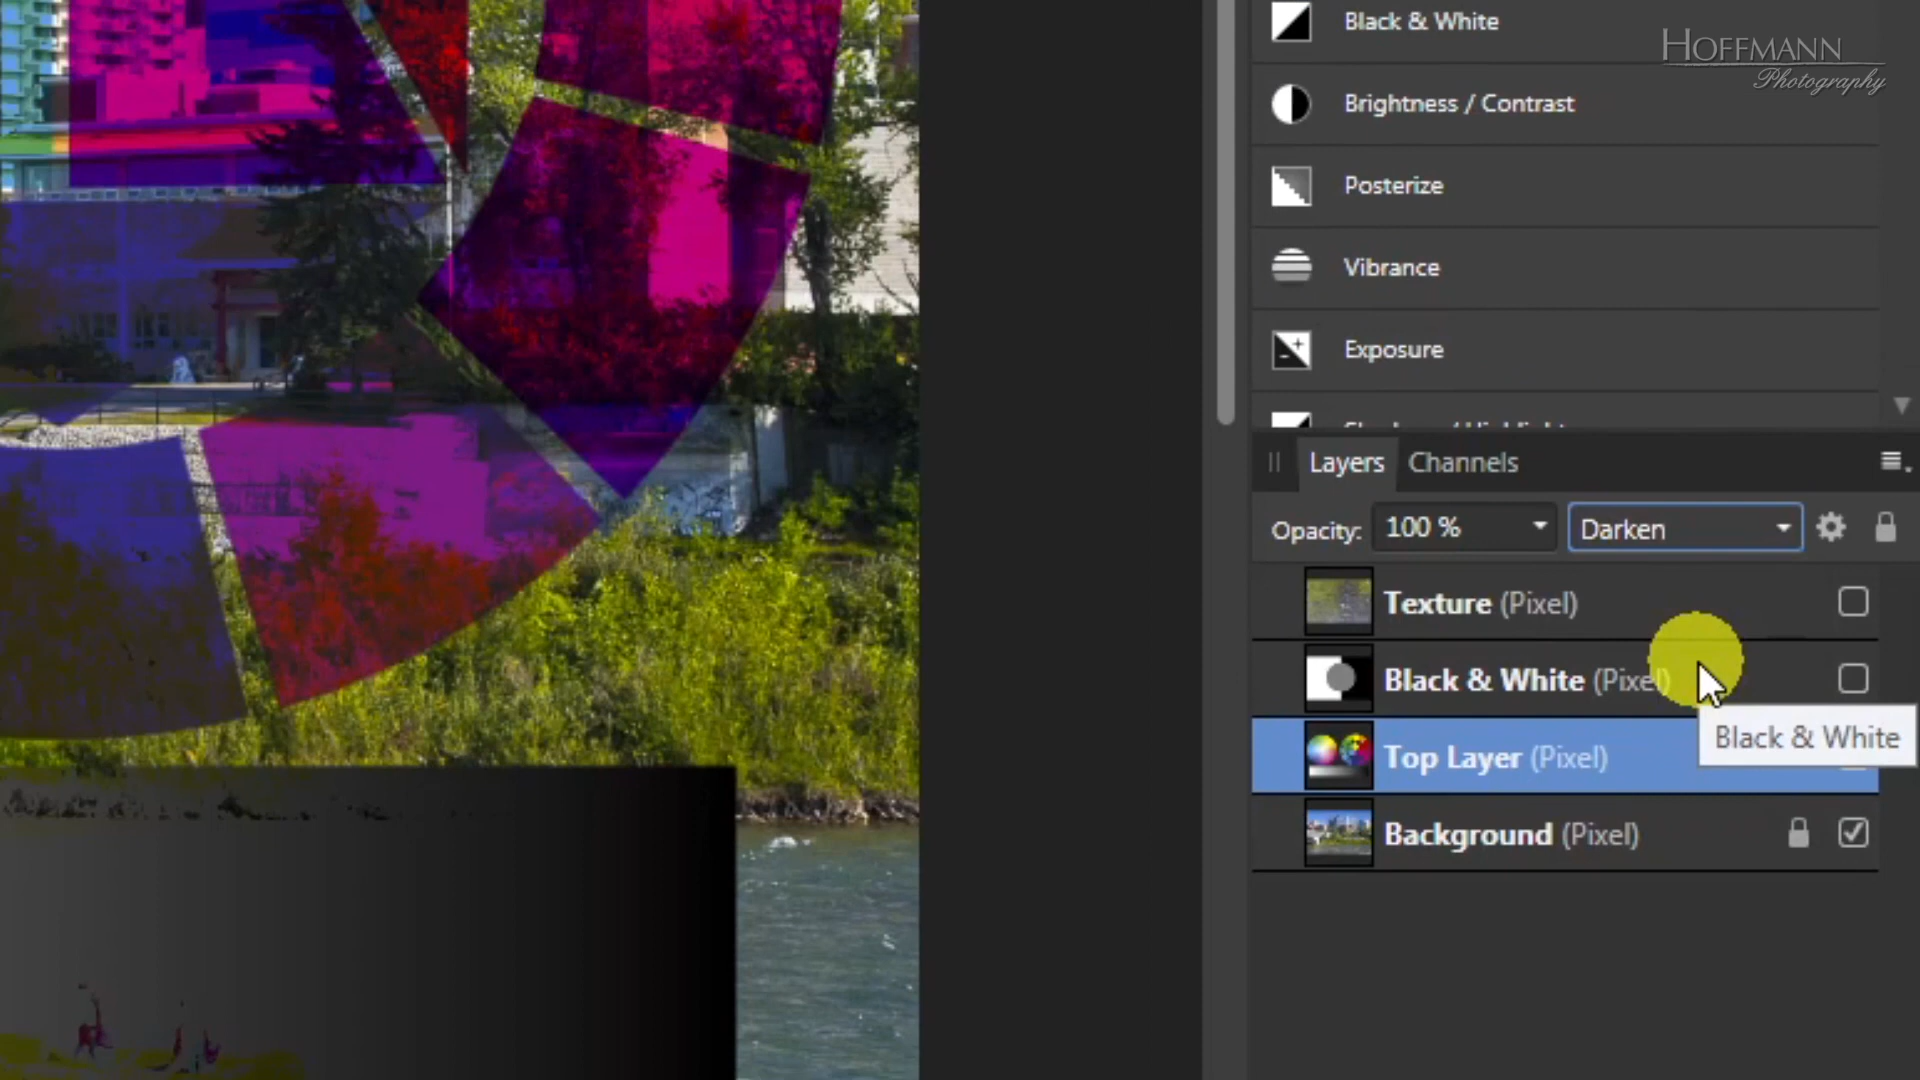 Black & White
HOFFMANN
Photography
Brightness / Contrast
Posterize
Vibrance
Exposure
Layers Channels
Opacity: 100 % Darken
Texture (Pixel)
Black & White (Pixel)
Black & White
Top Layer (Pixel)
Background (Pixel)